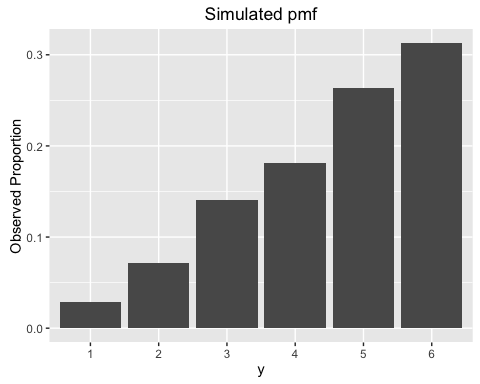 Simulated pmf
Observed Proportion
0.3
0.2
0.1
0.0
1 2 3 4 5 6
y